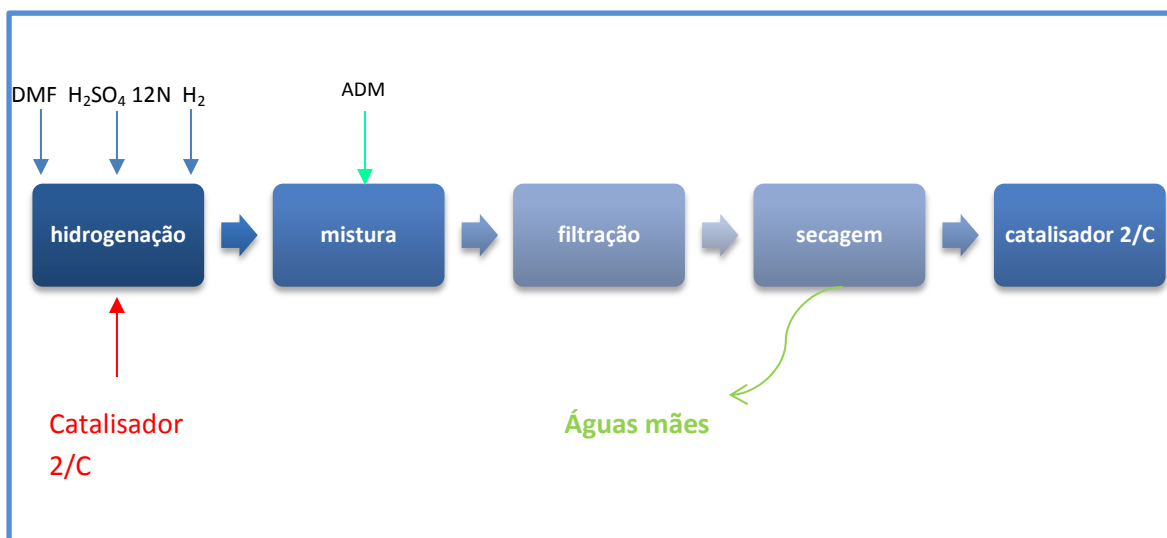 DMF H₂SO₄ 12N H₂
ADM
hidrogenação
mistura
filtração
secagem
catalisador 2/C
Catalisador
2/C
Águas mães